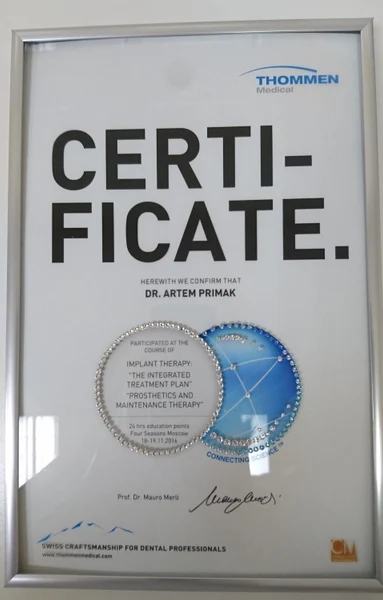 THOMMEN
Medical
CERTI-
FICATE.
HEREWITH WE CONFIRM THAT
DR. ARTEM PRIMAK
PARTICIPATED AT THE
COURSE OF
IMPLANT THERAPY:
"THE INTEGRATED
TREATMENT PLAN"
"PROSTHETICS AND
MAINTENANCE THERAPY"
24 hrs education points
Four Seasons Moscow
18-19.11.2016
CONNECTING SCIENCE
Prof. Dr. Mauro Merli
SWISS CRAFTSMANSHIP FOR DENTAL PROFESSIONALS
www.thommenmedical.com